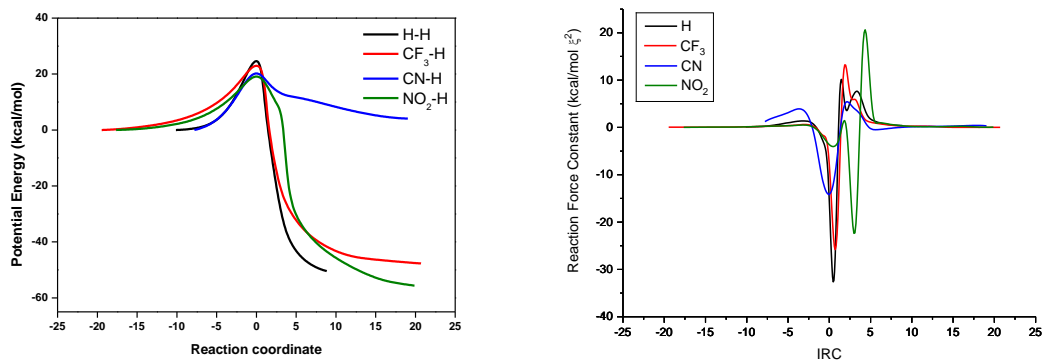 40
20
0
-20
-40
-60
-25 -20 -15 -10 -5 0 5 10 15 20 25
Potential Energy (kcal/mol)
Reaction coordinate
H-H
CF₃-H
CN-H
NO₂-H
25
20
10
0
-10
-20
-30
-40
-25 -20 -15 -10 -5 0 5 10 15 20 25
Reaction Force Constant (kcal/mol ξ²)
IRC
H
CF₃
CN
NO₂